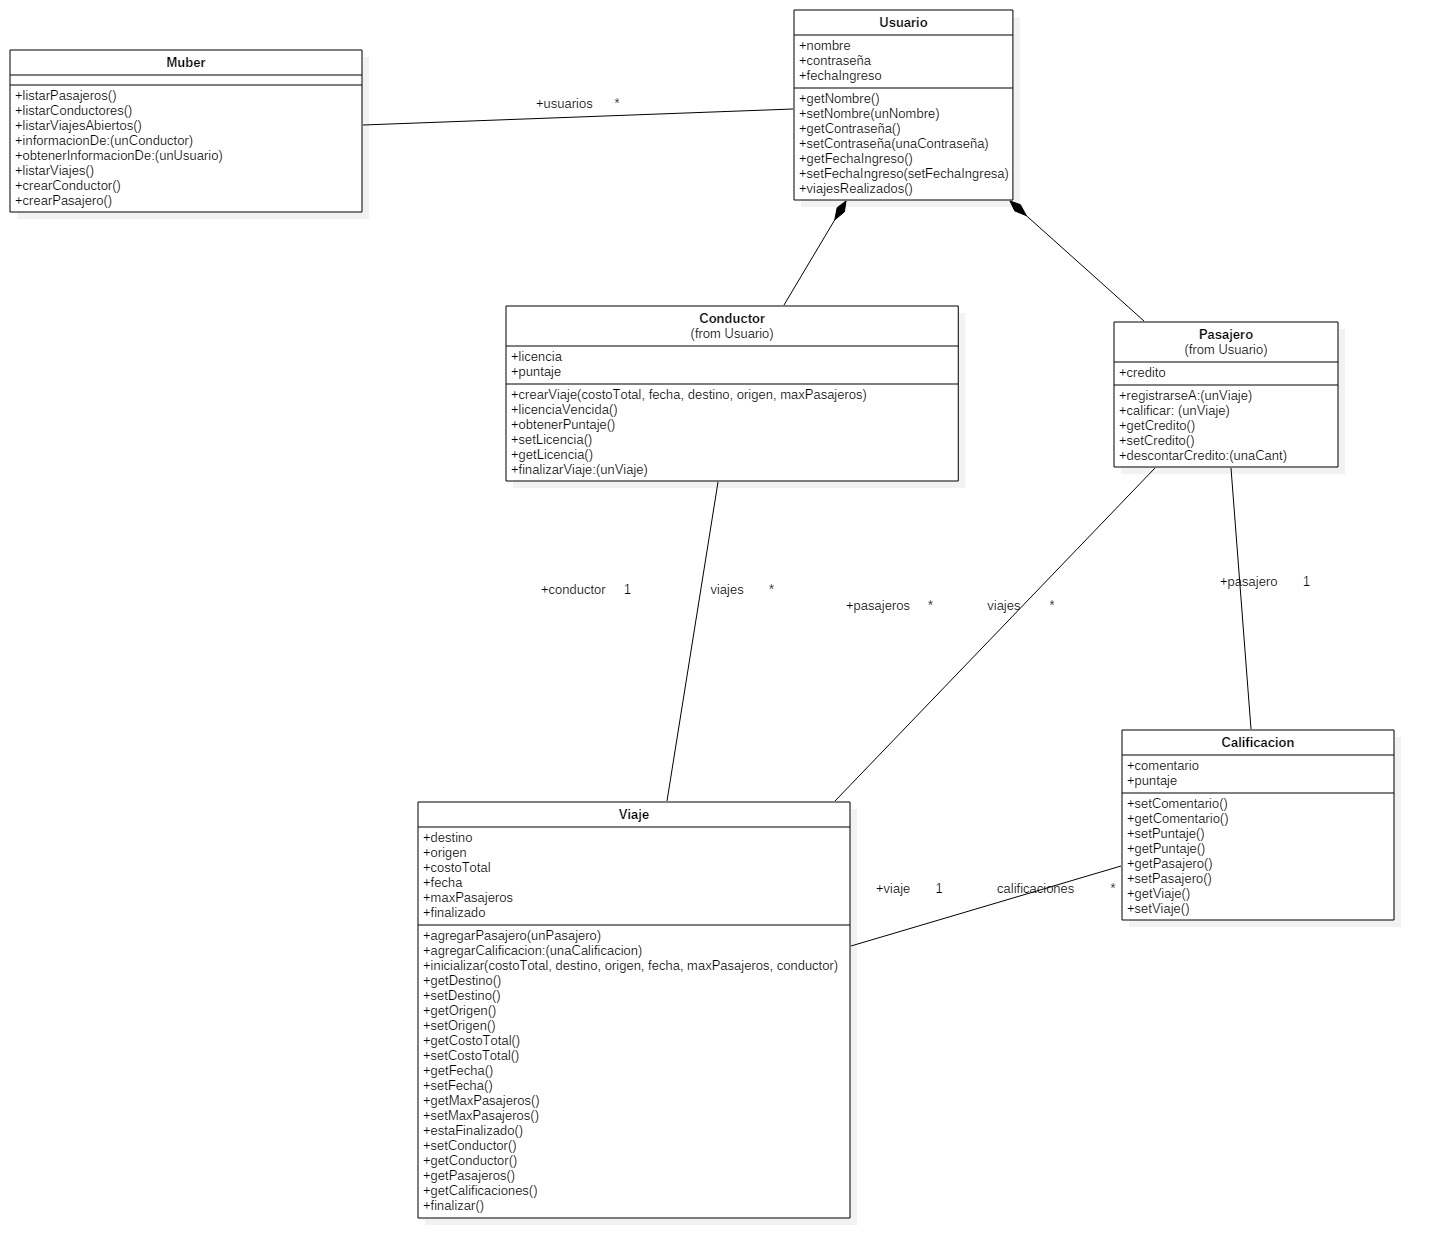 Usuario
+nombre
+contraseña
+fechaIngreso
+getNombre()
+setNombre(unNombre)
+getContraseña()
+setContraseña(unaContraseña)
+getFechaIngreso()
+setFechaIngreso(setFechaIngresa)
+viajesRealizados()
Muber
+listarPasajeros()
+listarConductores()
+listarViajesAbiertos()
+informacionDe:(unConductor)
+obtenerInformacionDe:(unUsuario)
+listarViajes()
+crearConductor()
+crearPasajero()
+usuarios *
Conductor
(from Usuario)
+licencia
+puntaje
+crearViaje(costoTotal, fecha, destino, origen, maxPasajeros)
+licenciaVencida()
+obtenerPuntaje()
+setLicencia()
+getLicencia()
+finalizarViaje:(unViaje)
Pasajero
(from Usuario)
+credito
+registrarseA:(unViaje)
+calificar: (unViaje)
+getCredito()
+setCredito()
+descontarCredito:(unaCant)
+conductor 1
viajes *
+pasajeros *
viajes *
+pasajero 1
Calificacion
+comentario
+puntaje
+setComentario()
+getComentario()
+setPuntaje()
+getPuntaje()
+getPasajero()
+setPasajero()
+getViaje()
+setViaje()
+viaje 1
calificaciones *
Viaje
+destino
+origen
+costoTotal
+fecha
+maxPasajeros
+finalizado
+agregarPasajero(unPasajero)
+agregarCalificacion:(unaCalificacion)
+inicializar(costoTotal, destino, origen, fecha, maxPasajeros, conductor)
+getDestino()
+setDestino()
+getOrigen()
+setOrigen()
+getCostoTotal()
+setCostoTotal()
+getFecha()
+setFecha()
+getMaxPasajeros()
+setMaxPasajeros()
+estaFinalizado()
+setConductor()
+getConductor()
+getPasajeros()
+getCalificaciones()
+finalizar()